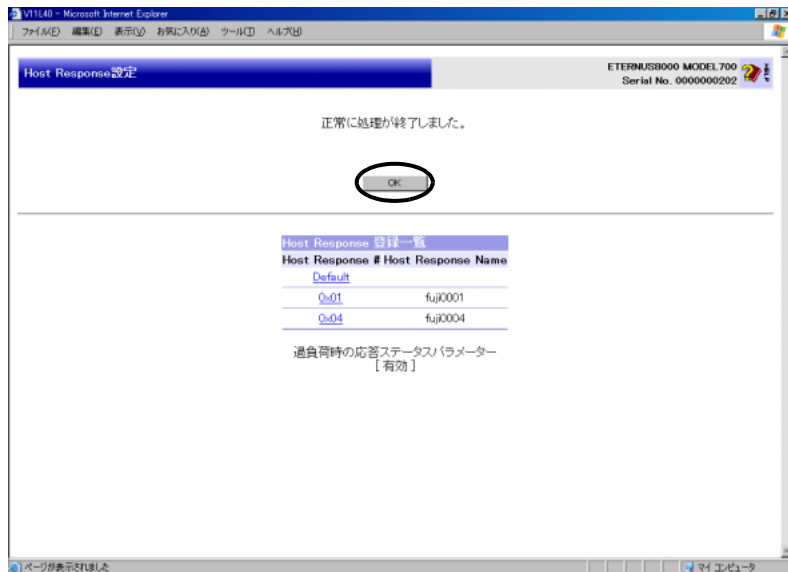 V11L40 - Microsoft Internet Explorer
ファイル(F) 編集(E) 表示(V) お気に入り(A) ツール(T) ヘルプ(H)
Host Response設定
ETERNUS8000 MODEL700
Serial No. 0000000202
正常に処理が終了しました。
OK
Host Response 登録一覧
Host Response # Host Response Name
Default
0x01 fuji0001
0x04 fuji0004
過負荷時の応答ステータスパラメーター
[ 有効 ]
ページが表示されました
マイ コンピュータ